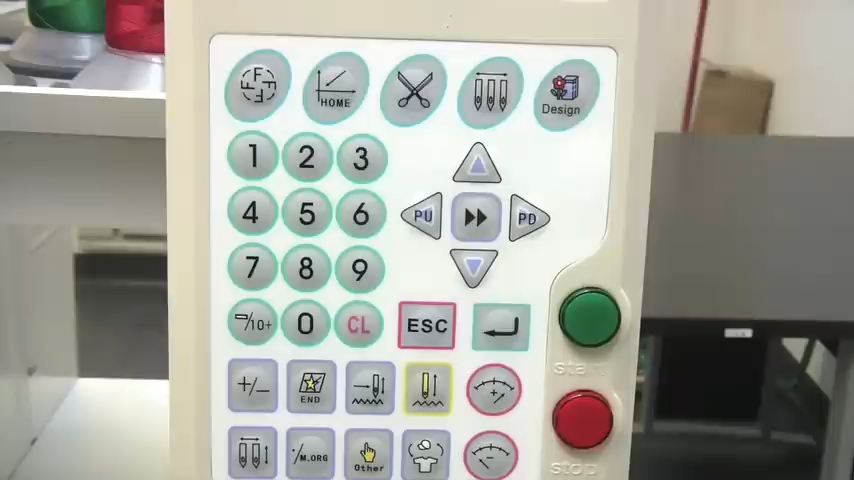 F F F F
HOME
Design
1 2 3
4 5 6
PU PD
7 8 9
-/10+ 0 CL ESC
start
+/- END
/M.ORG Other
stop